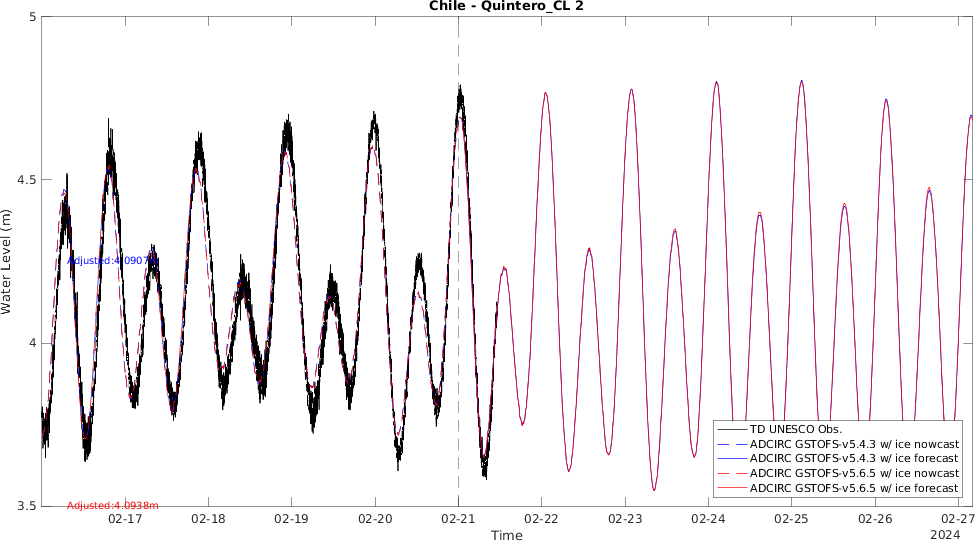 Chile - Quintero_CL 2
5
4.5
4
3.5
Water Level (m)
Adjusted:4.0907
Adjusted:4.0938m
TD UNESCO Obs.
ADCIRC GSTOFS-v5.4.3 w/ ice nowcast
ADCIRC GSTOFS-v5.4.3 w/ ice forecast
ADCIRC GSTOFS-v5.6.5 w/ ice nowcast
ADCIRC GSTOFS-v5.6.5 w/ ice forecast
02-17 02-18 02-19 02-20 02-21 02-22 02-23 02-24 02-25 02-26 02-27
Time
2024